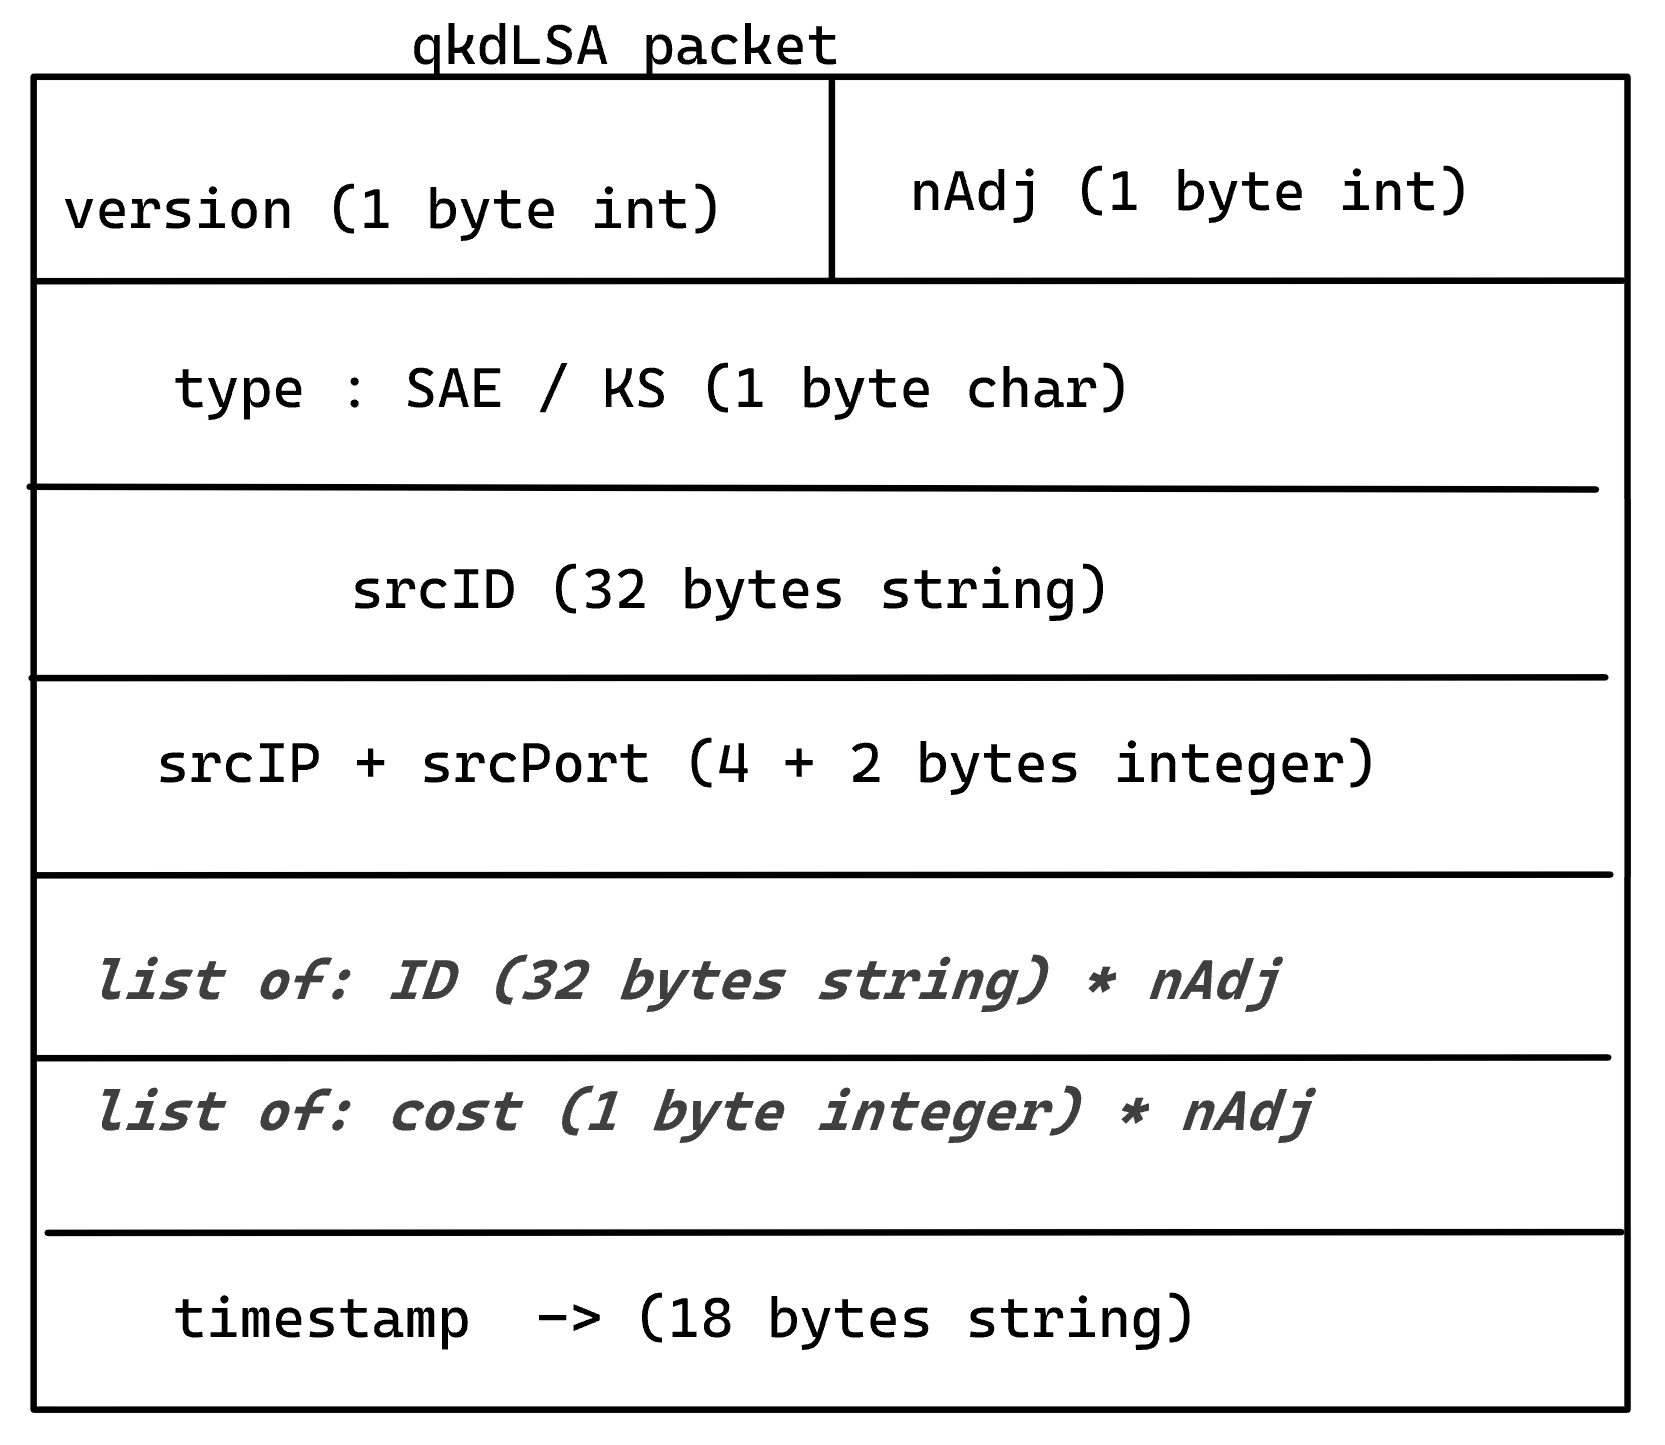 qkdLSA packet
version (1 byte int)
nAdj (1 byte int)
type : SAE / KS (1 byte char)
srcID (32 bytes string)
srcIP + srcPort (4 + 2 bytes integer)
list of: ID (32 bytes string) * nAdj
list of: cost (1 byte integer) * nAdj
timestamp  -> (18 bytes string)